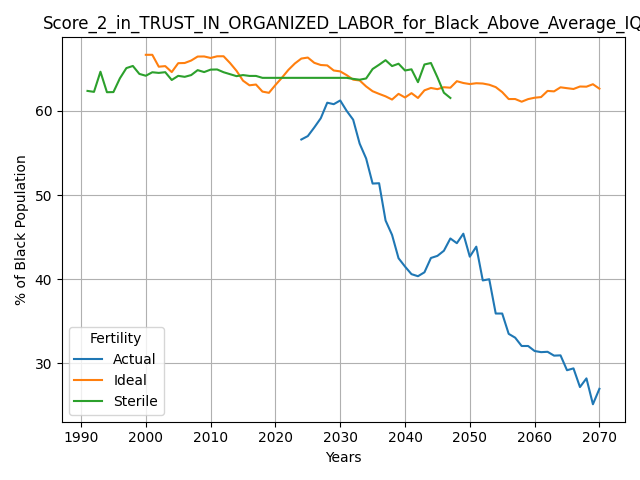 Score_2_in_TRUST_IN_ORGANIZED_LABOR_for_Black_Above_Average_IQ
% of Black Population
60
50
40
30
Fertility
Actual
Ideal
Sterile
1990 2000 2010 2020 2030 2040 2050 2060 2070
Years